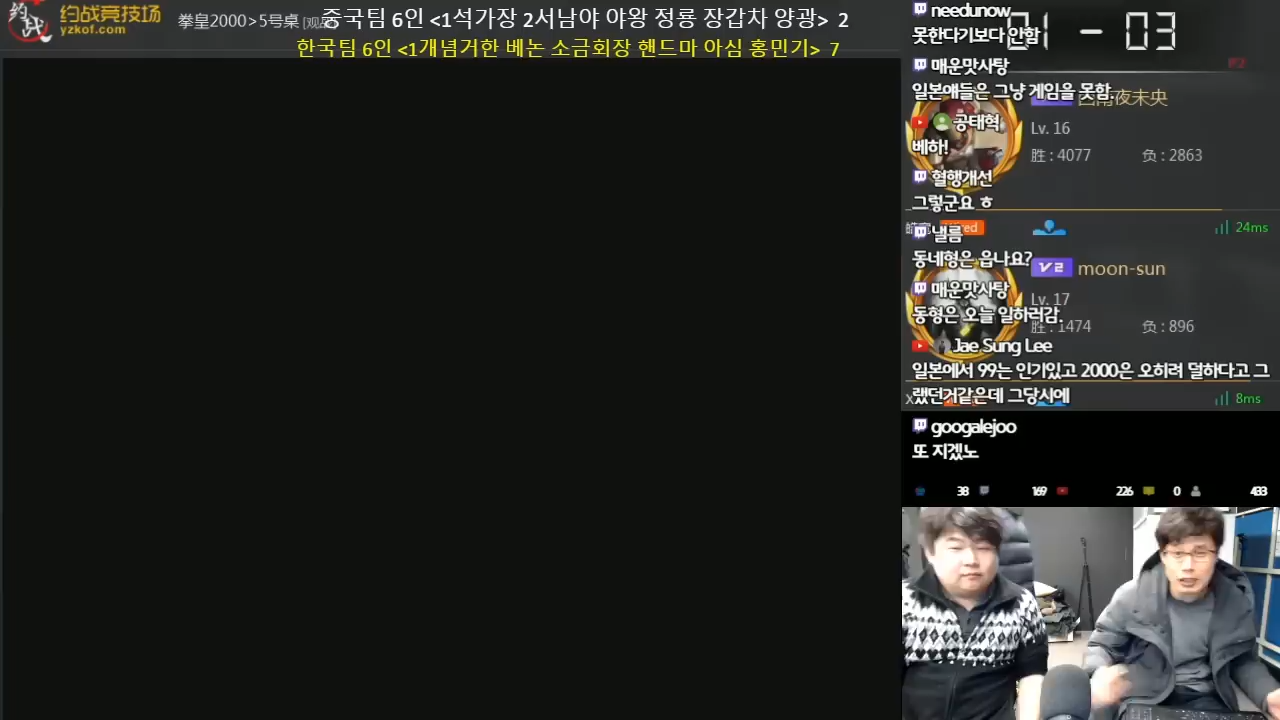 约战竞技场
yzkof.com
约战
拳皇2000>5号桌
중국팀 6인 <1석가장 2서남야 야왕 정룡 장갑차 양광> 2
한국팀 6인 <1개념거한 베논 소금회장 핸드마 아심 홍민기> 7
01 - 03
P2
needunow
못한다기보다 안함
매운맛사탕
일본얘들은 그냥 게임을 못함.
西南夜未央
Lv. 16
胜 : 4077
负 : 2863
공태혁
베하!
혈행개선
그렇군요 ㅎ
24ms
낼름
동네형은 읍나요?
V2
moon-sun
Lv. 17
胜 : 1474
负 : 896
매운맛사탕
동형은 오늘 일하러감.
Jae Sung Lee
일본에서 99는 인기있고 2000은 오히려 덜하다고 그
랬던거같은데 그당시에
8ms
googalejoo
또 지겠노
38
169
226
0
433